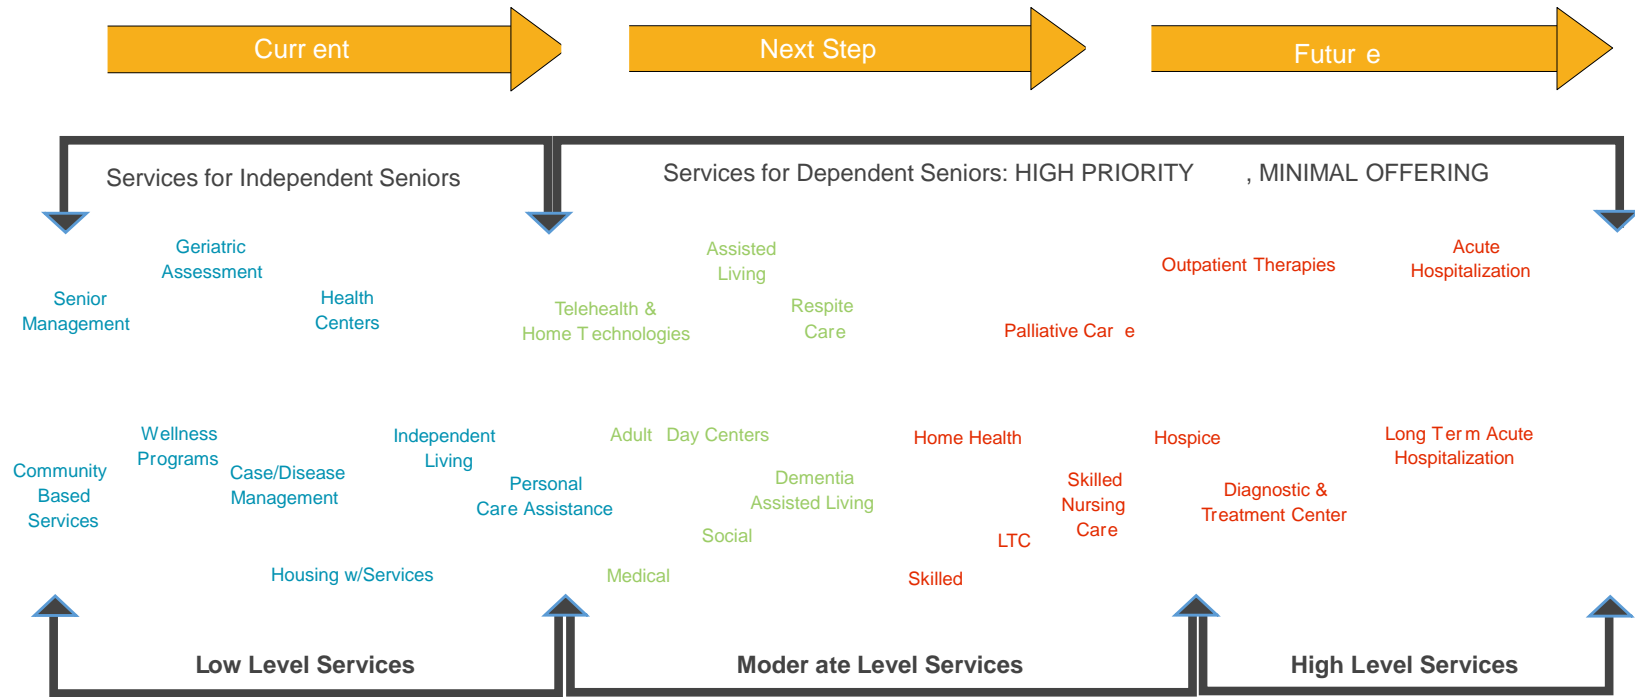 Curr ent
Next Step
Futur e
Services for Independent Seniors
Services for Dependent Seniors: HIGH PRIORITY , MINIMAL OFFERING
Geriatric
Assessment
Senior
Management
Health
Centers
Telehealth &
Home T echnologies
Assisted
Living
Respite
Care
Palliative Car e
Outpatient Therapies
Acute
Hospitalization
Community
Based
Services
Wellness
Programs
Case/Disease
Management
Independent
Living
Personal
Care Assistance
Housing w/Services
Adult Day Centers
Dementia
Assisted Living
Social
Medical
Home Health
Skilled
Nursing
Care
LTC
Skilled
Hospice
Diagnostic &
Treatment Center
Long Term Acute
Hospitalization
Low Level Services
Moder ate Level Services
High Level Services